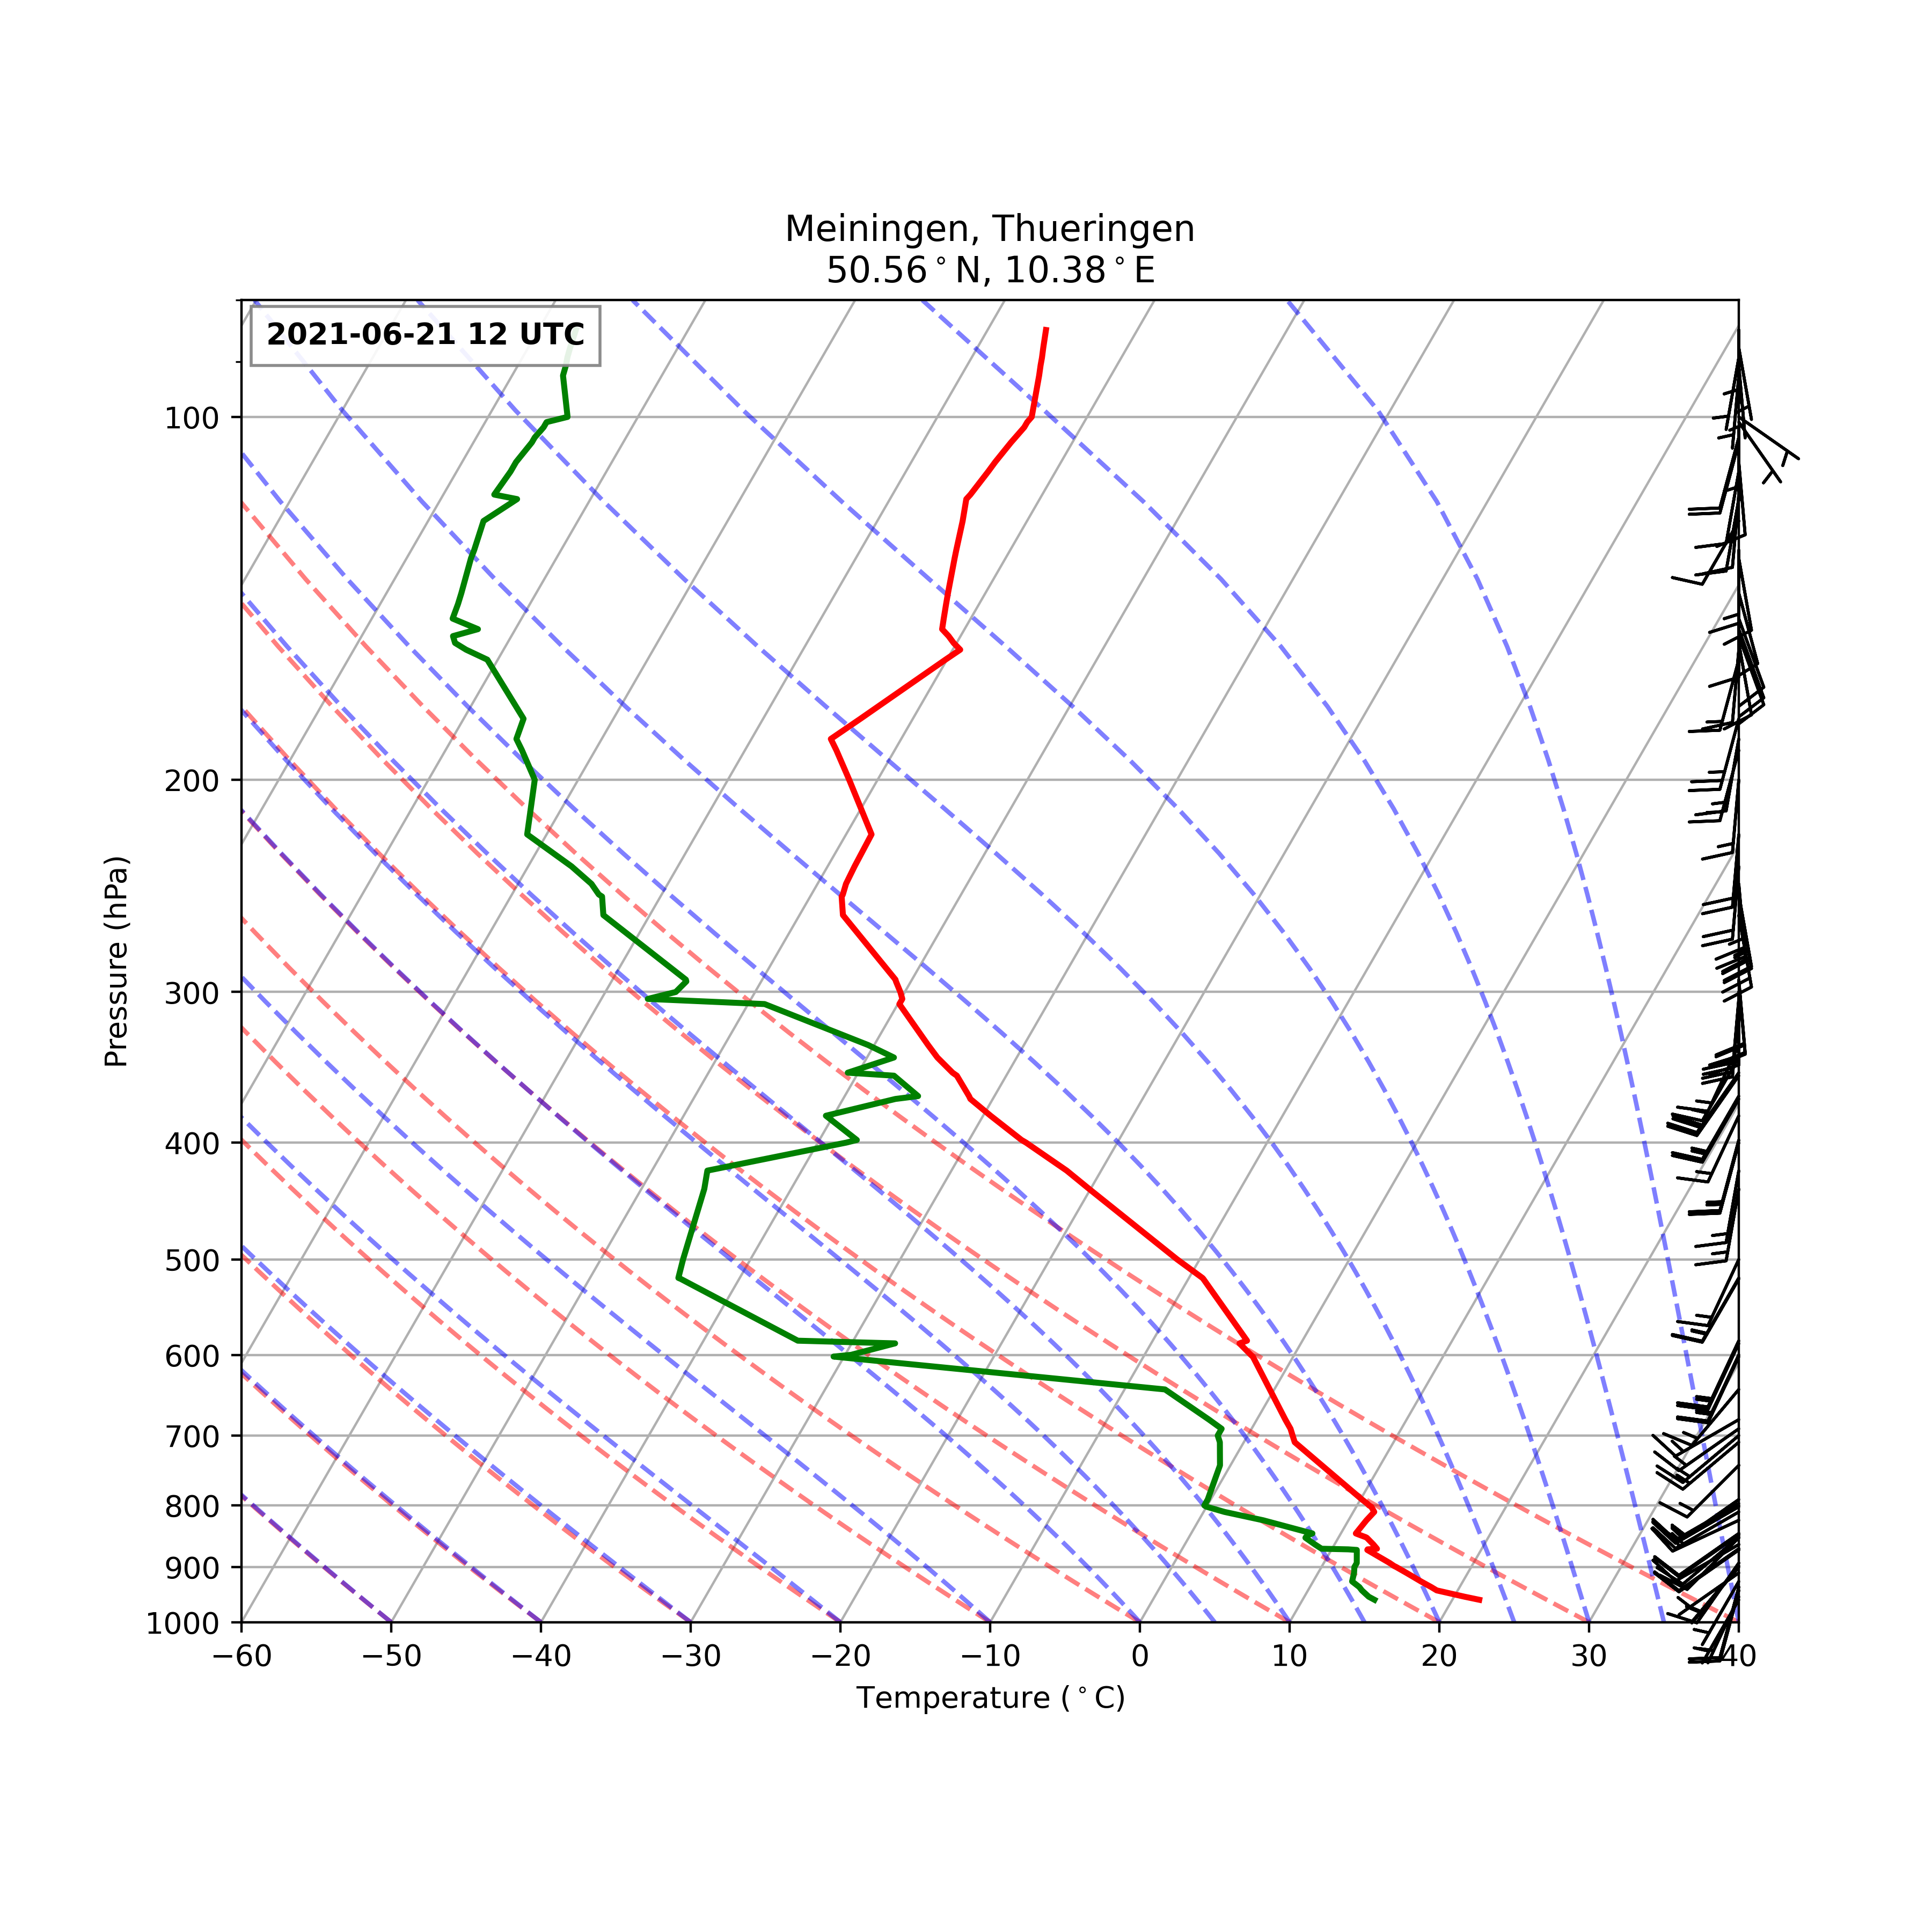 Meiningen, Thueringen
50.56°N, 10.38°E
2021-06-21 12 UTC
100
200
300
400
500
600
700
800
900
1000
Pressure (hPa)
−60 −50 −40 −30 −20 −10 0 10 20 30 40
Temperature (°C)